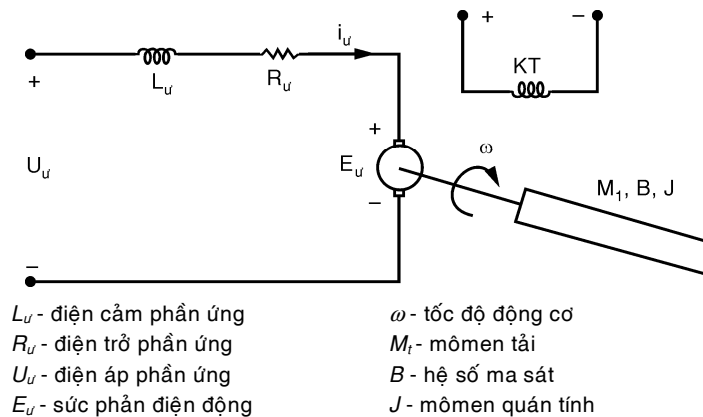 + −
KT
i_ư
+
L_ư R_ư
+
ω
U_ư
E_ư
M₁, B, J
−
−
L_ư - điện cảm phần ứng
R_ư - điện trở phần ứng
U_ư - điện áp phần ứng
E_ư - sức phản điện động
ω - tốc độ động cơ
M_t - mômen tải
B - hệ số ma sát
J - mômen quán tính